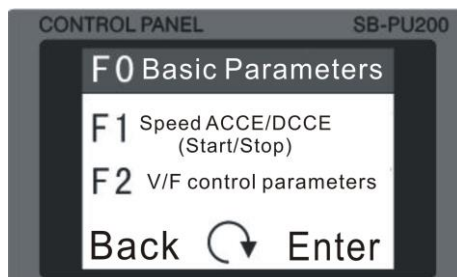 CONTROL PANEL SB-PU200
F0 Basic Parameters
F1 Speed ACCE/DCCE
(Start/Stop)
F2 V/F control parameters
Back Enter